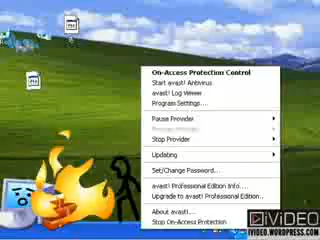 On-Access Protection Control
Start avast! Antivirus
avast! Log Viewer
Program Settings...
Pause Provider
Stop Provider
Updating
Set/Change Password...
avast! Professional Edition Info...
Upgrade to avast! Professional Edition..
About avast!...
Stop On-Access Protection
iViDEO
IVIDEO.WORDPRESS.COM